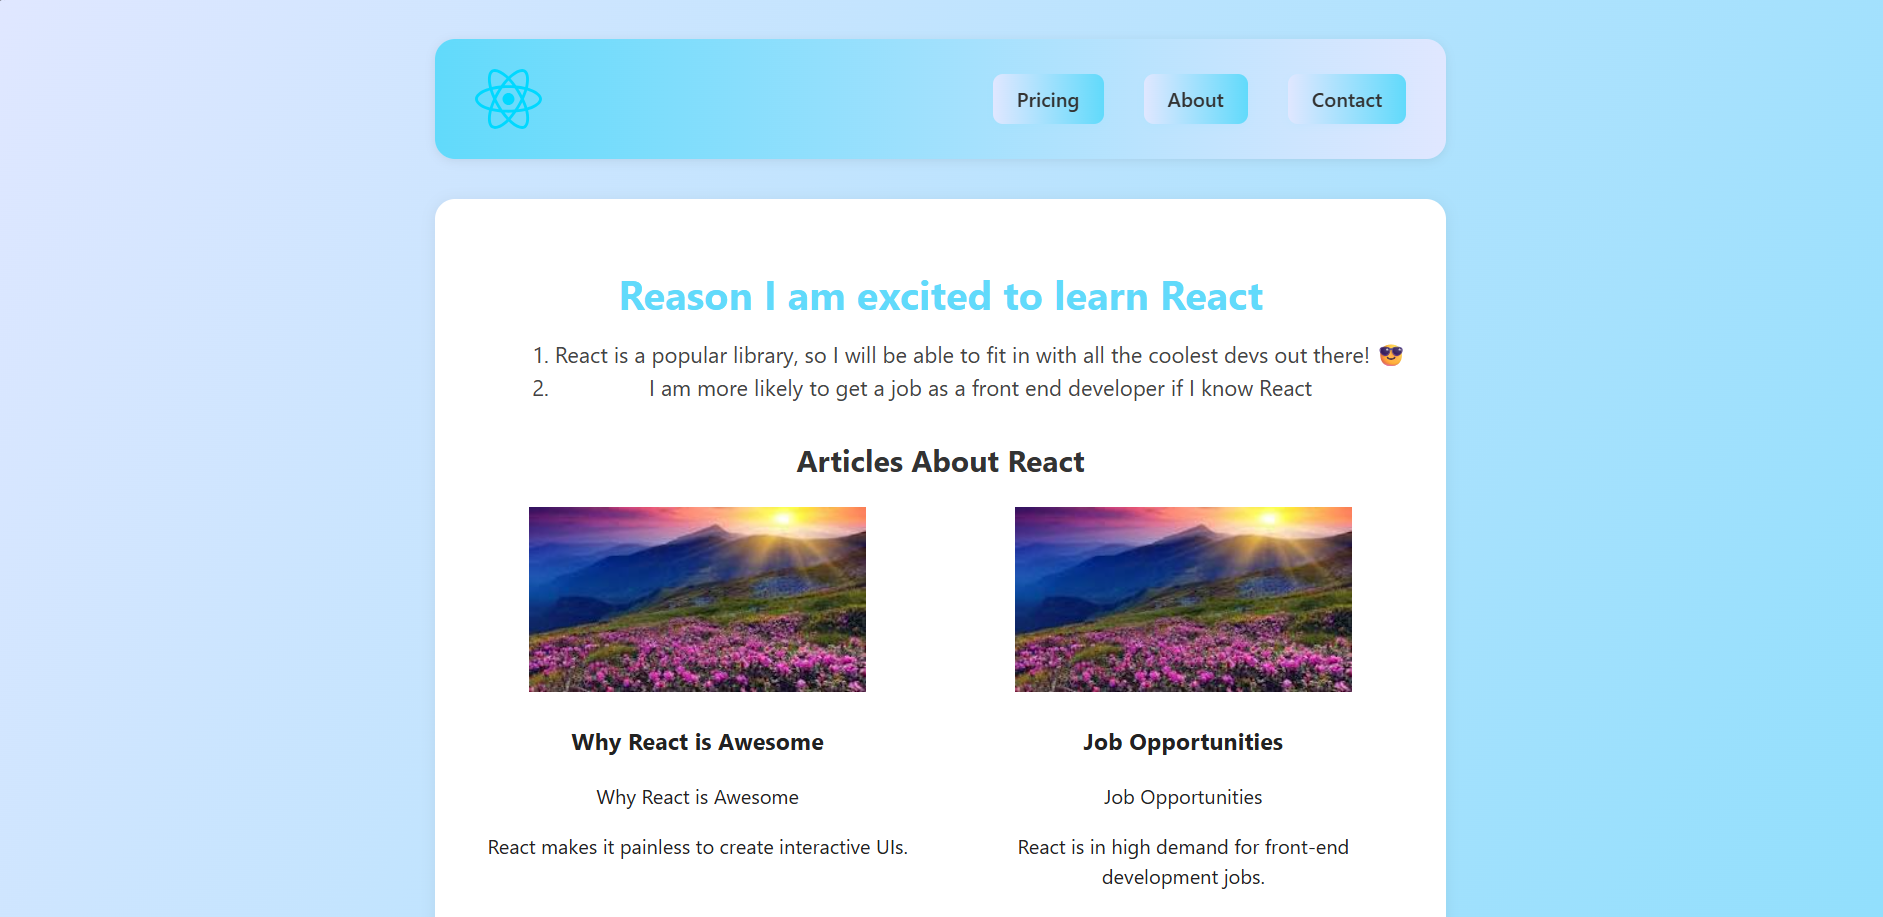 Pricing About Contact
Reason I am excited to learn React
1. React is a popular library, so I will be able to fit in with all the coolest devs out there! 😎
2. I am more likely to get a job as a front end developer if I know React
Articles About React
Why React is Awesome
Why React is Awesome
React makes it painless to create interactive UIs.
Job Opportunities
Job Opportunities
React is in high demand for front-end
development jobs.